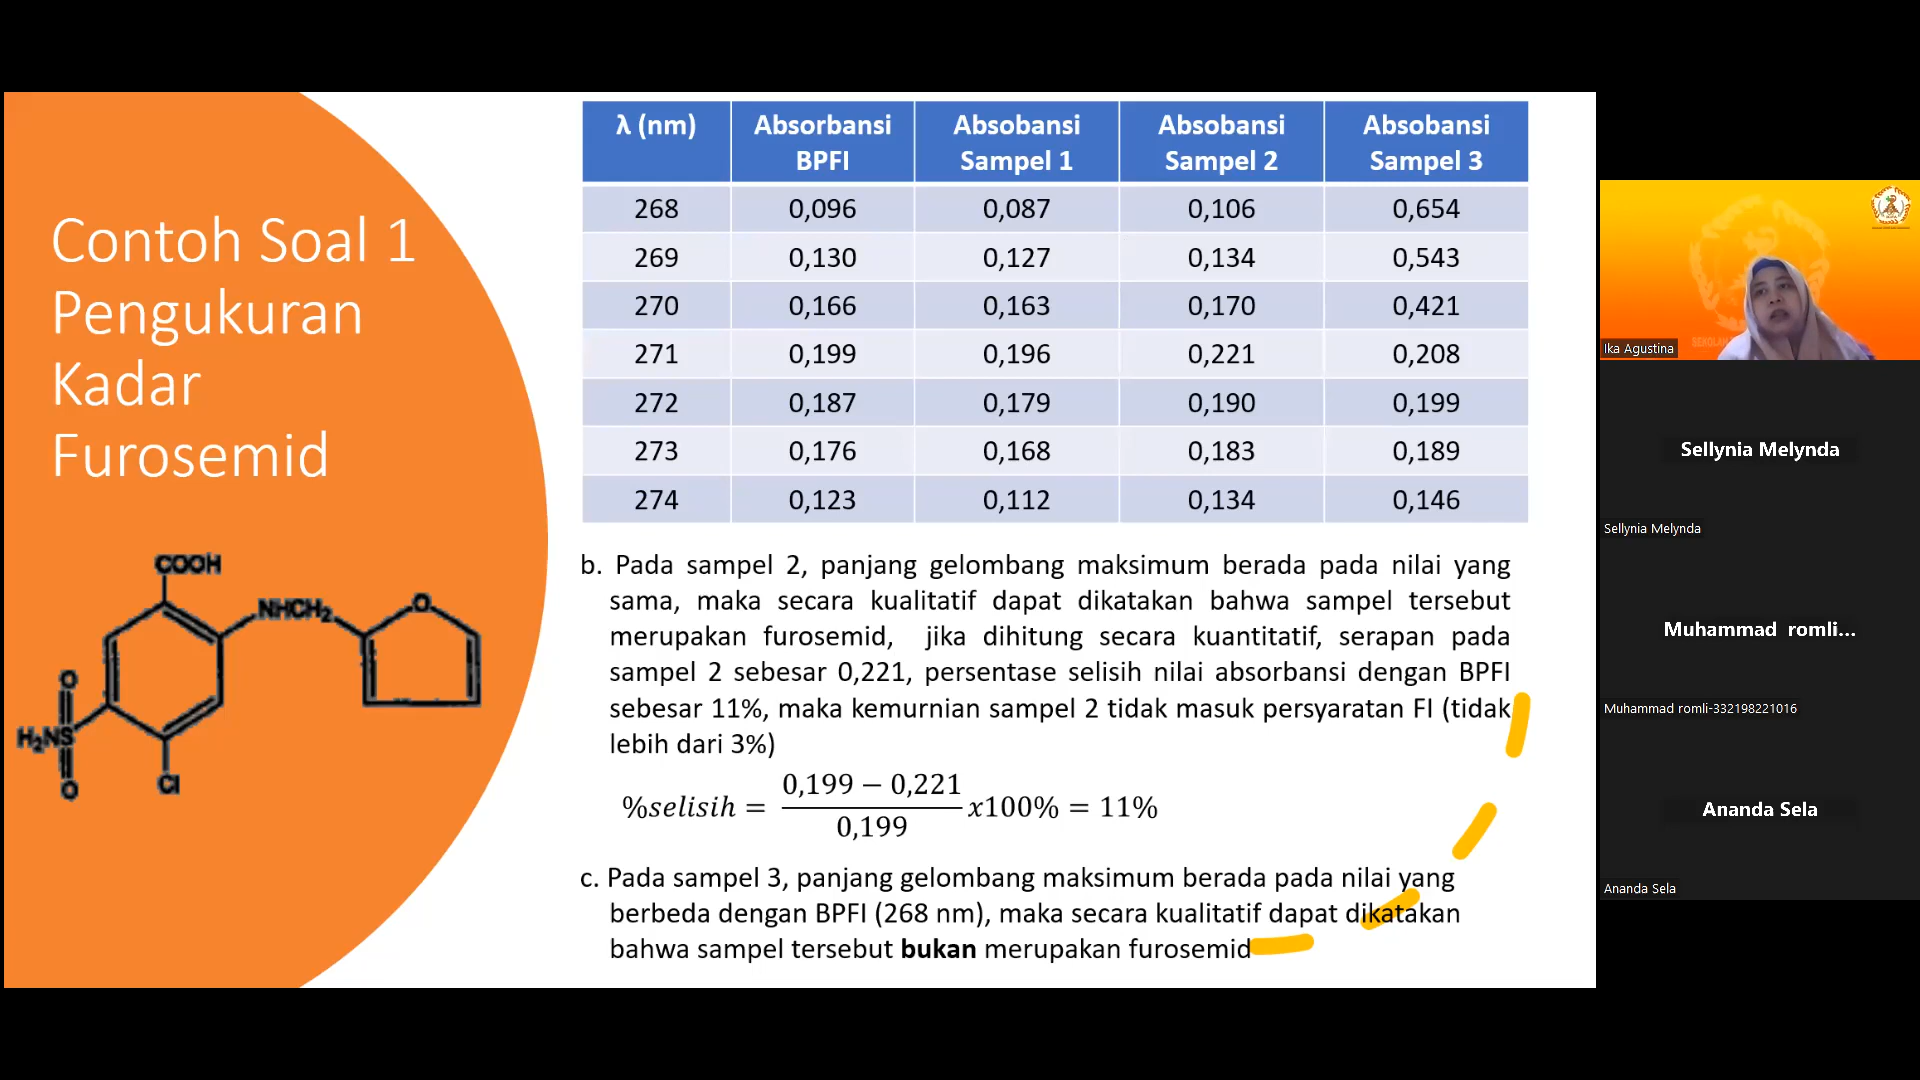 Contoh Soal 1
Pengukuran
Kadar
Furosemid
COOH
NHCH₂
O
O
H₂NS
O
Cl
λ (nm) Absorbansi BPFI Absobansi Sampel 1 Absobansi Sampel 2 Absobansi Sampel 3
268 0,096 0,087 0,106 0,654
269 0,130 0,127 0,134 0,543
270 0,166 0,163 0,170 0,421
271 0,199 0,196 0,221 0,208
272 0,187 0,179 0,190 0,199
273 0,176 0,168 0,183 0,189
274 0,123 0,112 0,134 0,146
b. Pada sampel 2, panjang gelombang maksimum berada pada nilai yang
sama, maka secara kualitatif dapat dikatakan bahwa sampel tersebut
merupakan furosemid, jika dihitung secara kuantitatif, serapan pada
sampel 2 sebesar 0,221, persentase selisih nilai absorbansi dengan BPFI
sebesar 11%, maka kemurnian sampel 2 tidak masuk persyaratan FI (tidak
lebih dari 3%)
%selisih = (0,199 − 0,221)/0,199 x100% = 11%
c. Pada sampel 3, panjang gelombang maksimum berada pada nilai yang
berbeda dengan BPFI (268 nm), maka secara kualitatif dapat dikatakan
bahwa sampel tersebut bukan merupakan furosemid
Ika Agustina
Sellynia Melynda
Sellynia Melynda
Muhammad romli...
Muhammad romli-332198221016
Ananda Sela
Ananda Sela